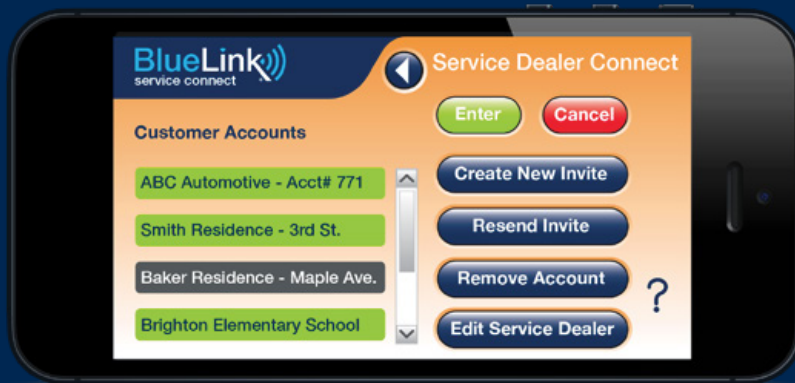 BlueLink
service connect
Service Dealer Connect
Enter
Cancel
Customer Accounts
ABC Automotive - Acct# 771
Smith Residence - 3rd St.
Baker Residence - Maple Ave.
Brighton Elementary School
Create New Invite
Resend Invite
Remove Account
Edit Service Dealer
?